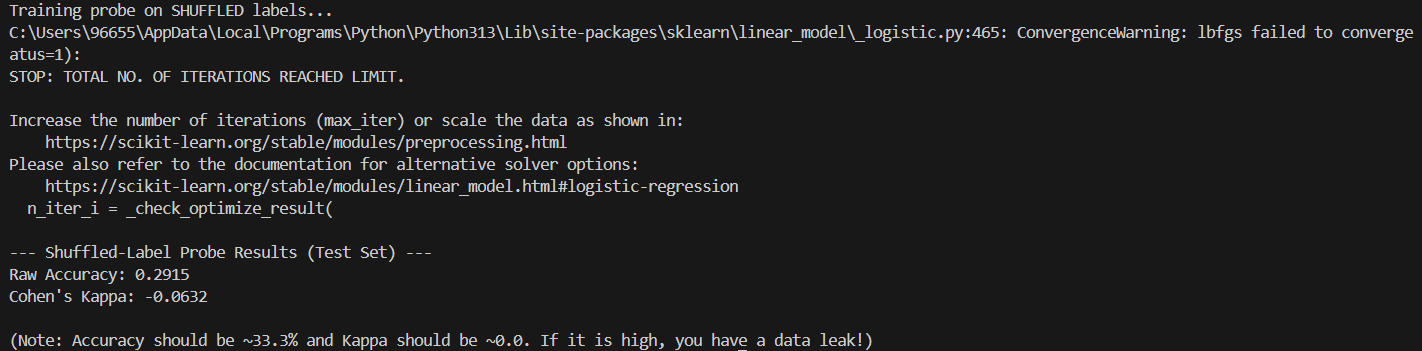 Training probe on SHUFFLED labels...
C:\Users\96655\AppData\Local\Programs\Python\Python313\Lib\site-packages\sklearn\linear_model\_logistic.py:465: ConvergenceWarning: lbfgs failed to converge
atus=1):
STOP: TOTAL NO. OF ITERATIONS REACHED LIMIT.
Increase the number of iterations (max_iter) or scale the data as shown in:
https://scikit-learn.org/stable/modules/preprocessing.html
Please also refer to the documentation for alternative solver options:
https://scikit-learn.org/stable/modules/linear_model.html#logistic-regression
n_iter_i = _check_optimize_result(
--- Shuffled-Label Probe Results (Test Set) ---
Raw Accuracy: 0.2915
Cohen's Kappa: -0.0632
(Note: Accuracy should be ~33.3% and Kappa should be ~0.0. If it is high, you have a data leak!)